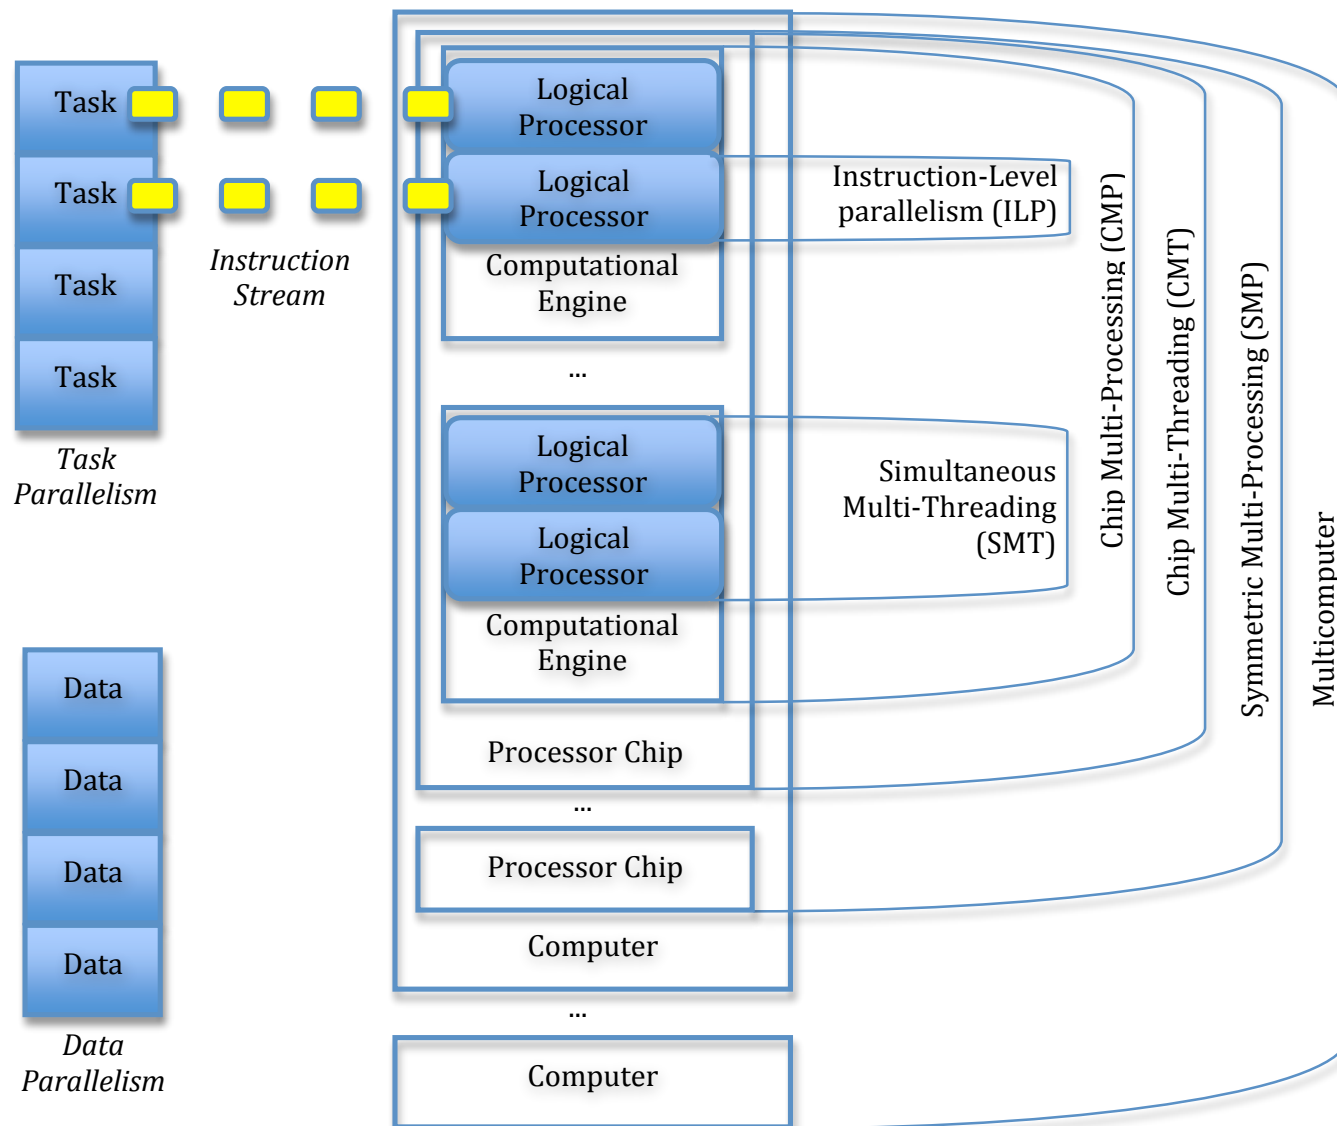 Task
Task
Task
Task
Task
Parallelism
Instruction
Stream
Data
Data
Data
Data
Data
Parallelism
Logical
Processor
Logical
Processor
Computational
Engine
...
Logical
Processor
Logical
Processor
Computational
Engine
Processor Chip
...
Processor Chip
Computer
...
Computer
Instruction-Level
parallelism (ILP)
Simultaneous
Multi-Threading
(SMT)
Chip Multi-Processing (CMP)
Chip Multi-Threading (CMT)
Symmetric Multi-Processing (SMP)
Multicomputer